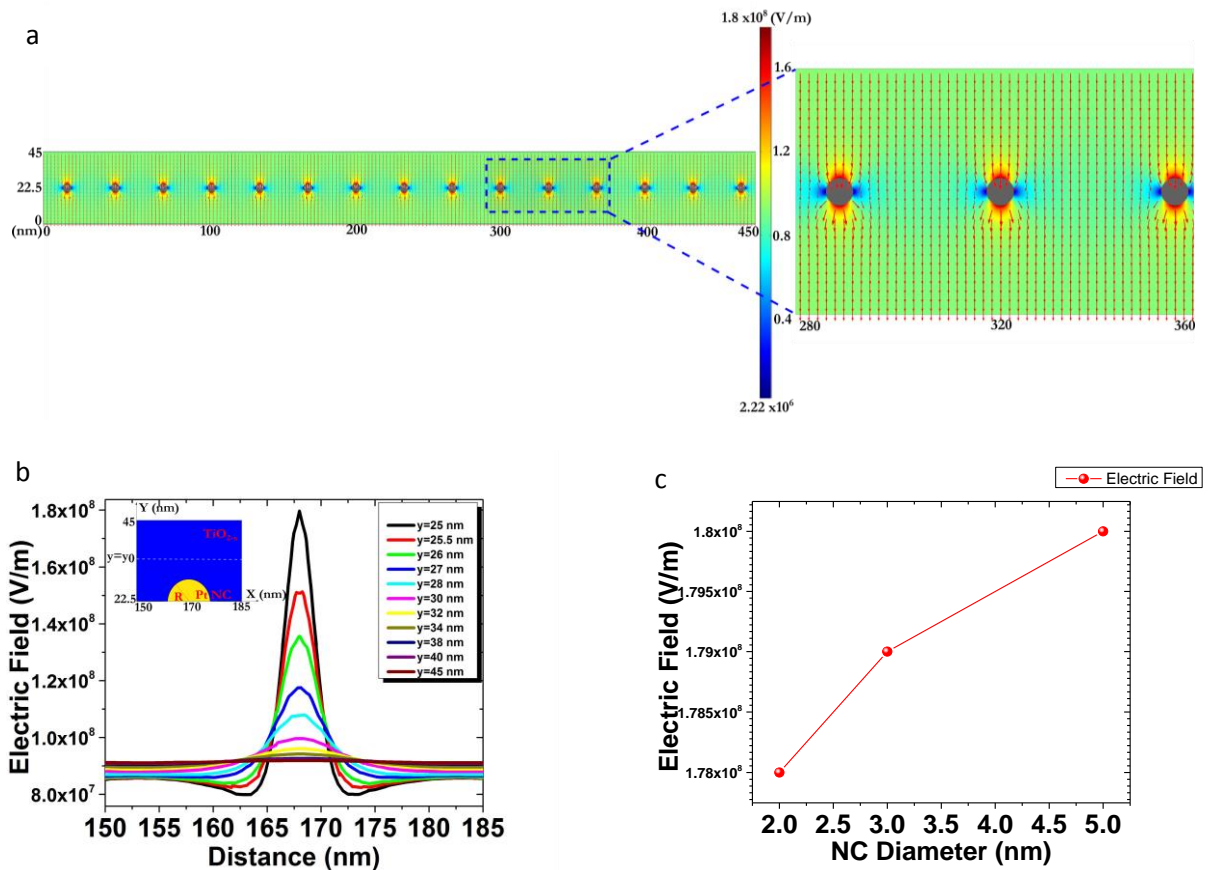 a
1.8 x10⁸ (V/m)
1.6
1.2
0.8
0.4
2.22 x10⁶
45
22.5
0
(nm)
0 100 200 300 400 450
280 320 360
b
Electric Field (V/m)
1.8x10⁸
1.6x10⁸
1.4x10⁸
1.2x10⁸
1.0x10⁸
8.0x10⁷
150 155 160 165 170 175 180 185
Distance (nm)
Y (nm)
45
TiO₂₋ₓ
y=y0
R Pt NC
22.5
X (nm)
150 170 185
y=25 nm
y=25.5 nm
y=26 nm
y=27 nm
y=28 nm
y=30 nm
y=32 nm
y=34 nm
y=38 nm
y=40 nm
y=45 nm
c
Electric Field
Electric Field (V/m)
1.8x10⁸
1.795x10⁸
1.79x10⁸
1.785x10⁸
1.78x10⁸
2.0 2.5 3.0 3.5 4.0 4.5 5.0
NC Diameter (nm)